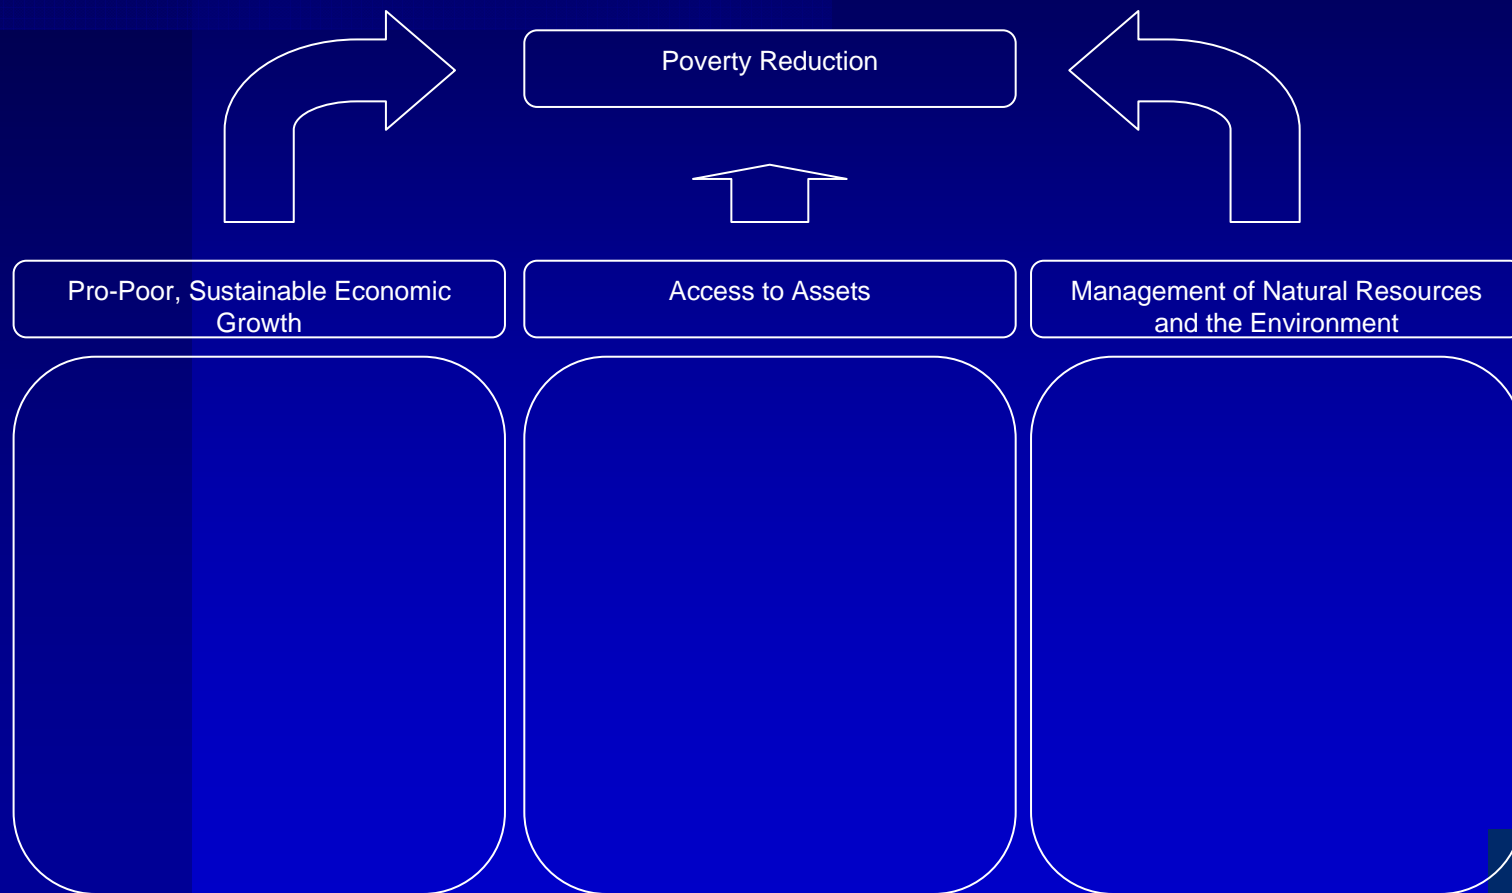 Poverty Reduction
Pro-Poor, Sustainable Economic
Growth
Access to Assets
Management of Natural Resources
and the Environment